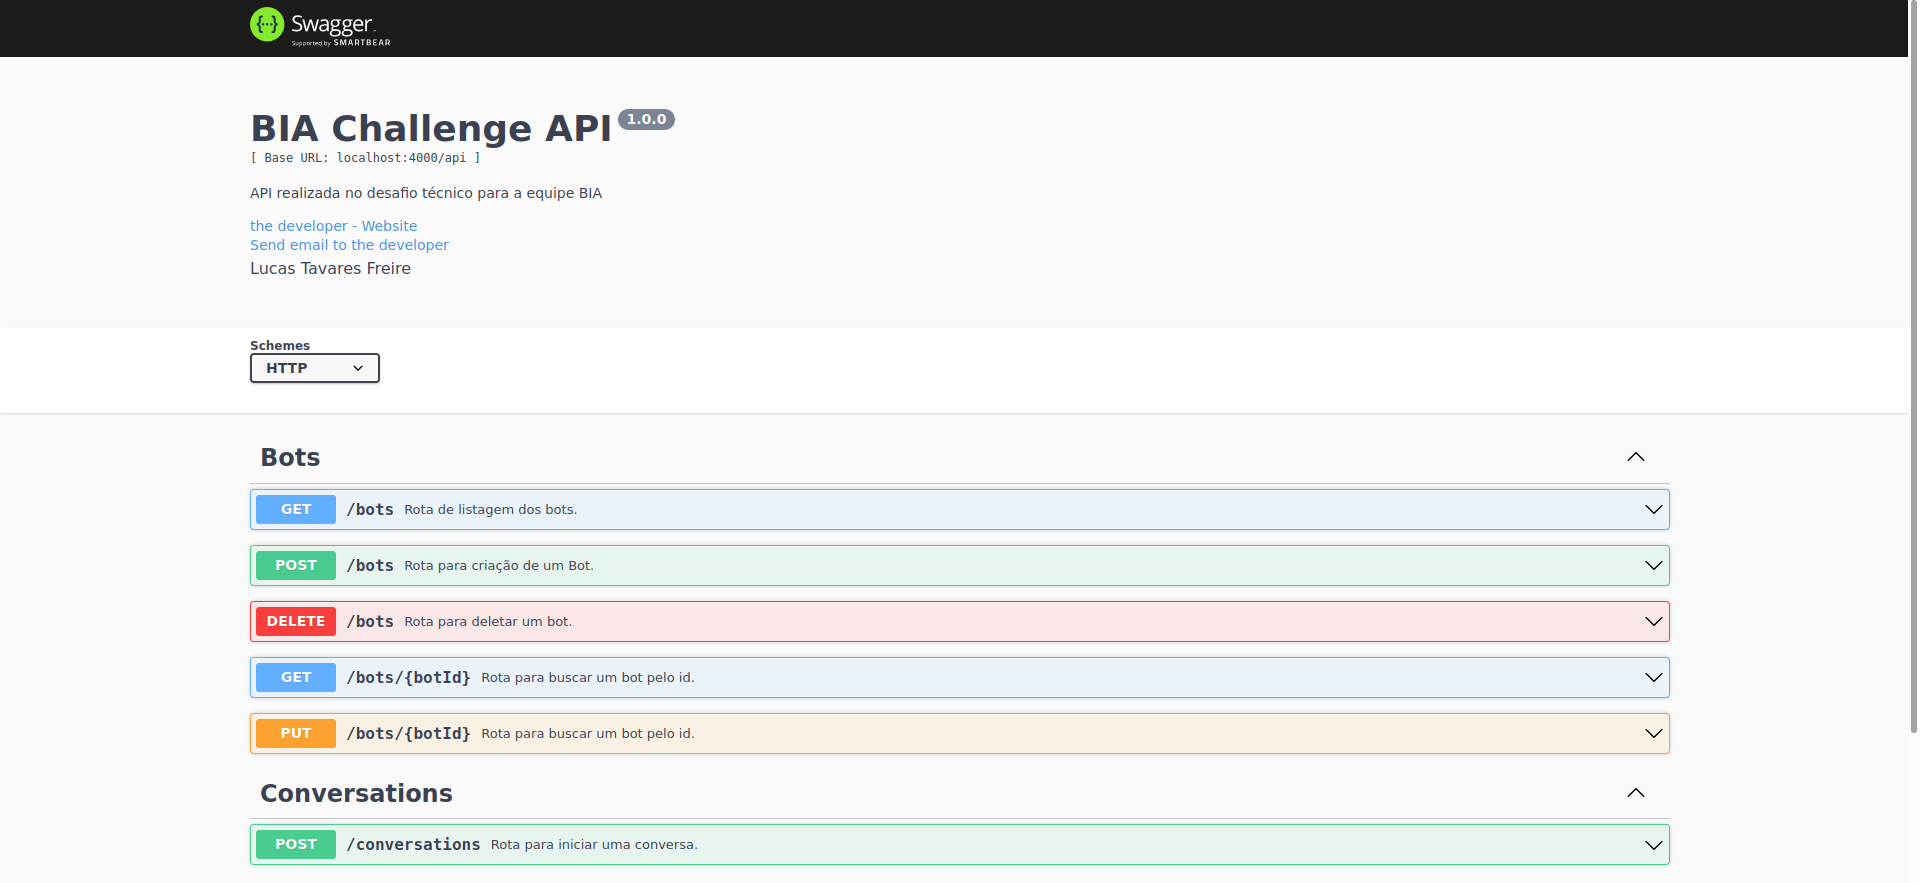 Swagger
Supported by SMARTBEAR
BIA Challenge API 1.0.0
[ Base URL: localhost:4000/api ]
API realizada no desafio técnico para a equipe BIA
the developer - Website
Send email to the developer
Lucas Tavares Freire
Schemes
HTTP
Bots
GET /bots Rota de listagem dos bots.
POST /bots Rota para criação de um Bot.
DELETE /bots Rota para deletar um bot.
GET /bots/{botId} Rota para buscar um bot pelo id.
PUT /bots/{botId} Rota para buscar um bot pelo id.
Conversations
POST /conversations Rota para iniciar uma conversa.